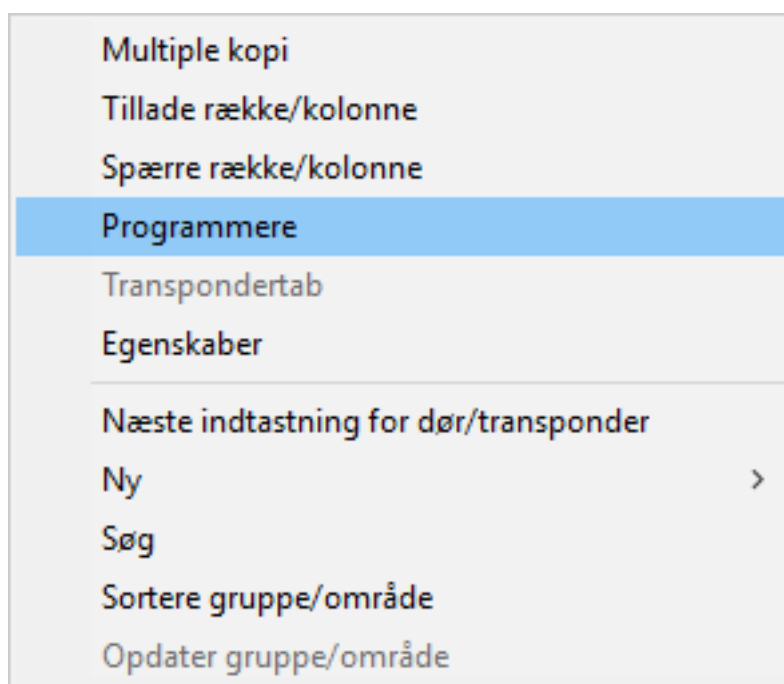 Multiple kopi
Tillade række/kolonne
Spærre række/kolonne
Programmere
Transpondertab
Egenskaber
Næste indtastning for dør/transponder
Ny
Søg
Sortere gruppe/område
Opdater gruppe/område